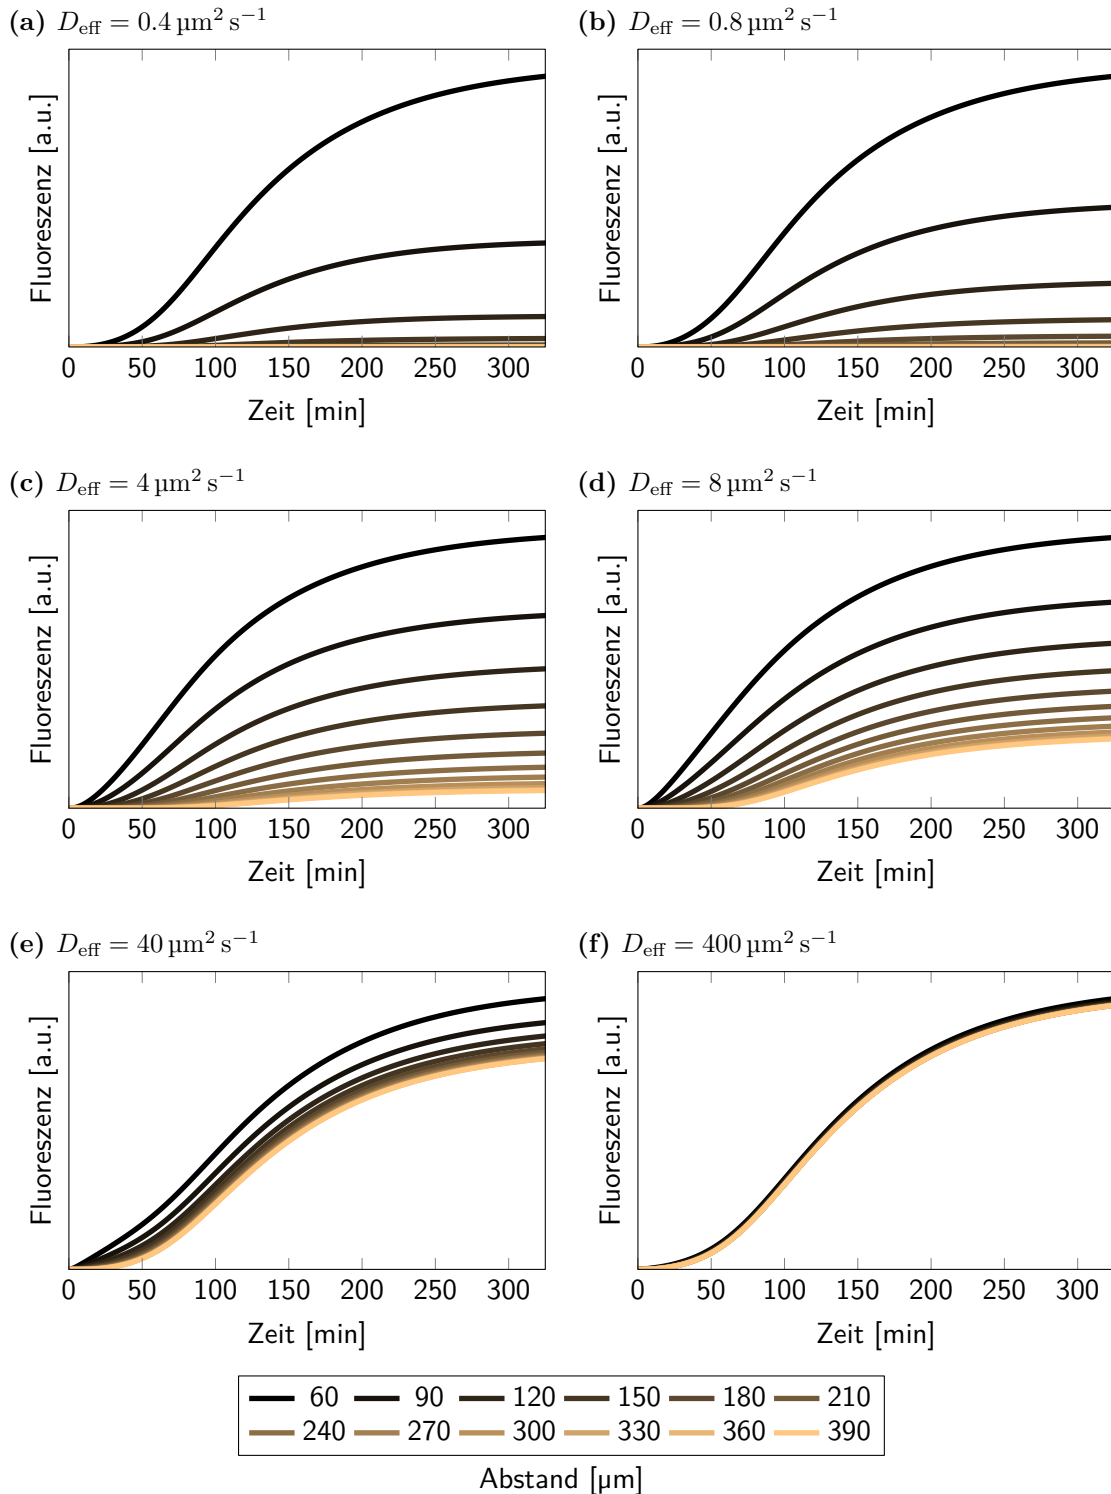 (a) D_eff = 0.4 µm² s⁻¹
Fluoreszenz [a.u.]
0 50 100 150 200 250 300
Zeit [min]
(b) D_eff = 0.8 µm² s⁻¹
Fluoreszenz [a.u.]
0 50 100 150 200 250 300
Zeit [min]
(c) D_eff = 4 µm² s⁻¹
Fluoreszenz [a.u.]
0 50 100 150 200 250 300
Zeit [min]
(d) D_eff = 8 µm² s⁻¹
Fluoreszenz [a.u.]
0 50 100 150 200 250 300
Zeit [min]
(e) D_eff = 40 µm² s⁻¹
Fluoreszenz [a.u.]
0 50 100 150 200 250 300
Zeit [min]
(f) D_eff = 400 µm² s⁻¹
Fluoreszenz [a.u.]
0 50 100 150 200 250 300
Zeit [min]
60 90 120 150 180 210
240 270 300 330 360 390
Abstand [µm]